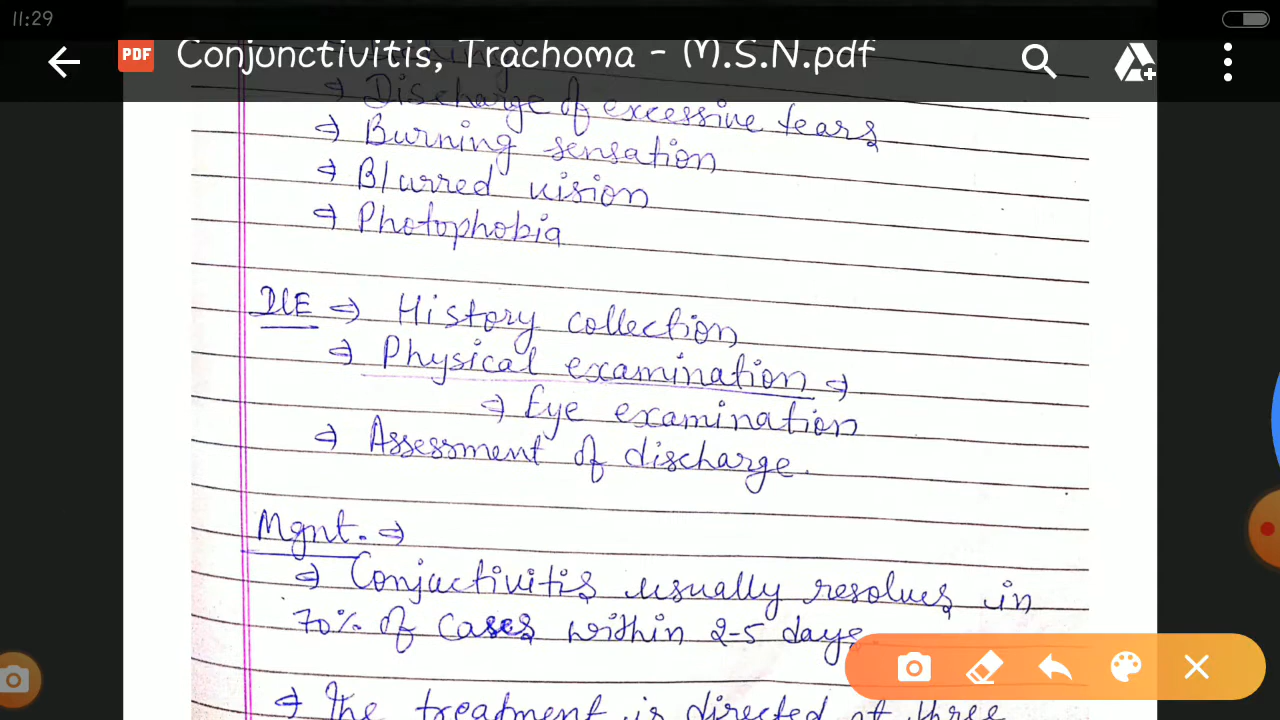 11:29
PDF Conjunctivitis, Trachoma - M.S.N.pdf
⇒ Discharge of excessive tears
⇒ Burning sensation
⇒ Blurred vision
⇒ Photophobia
D/E ⇒ History collection
⇒ Physical examination ⇒
⇒ Eye examination
⇒ Assessment of discharge.
Mgnt. ⇒
⇒ Conjuctivitis usually resolves in
70% of cases within 2-5 days.
⇒ The treatment is directed at three